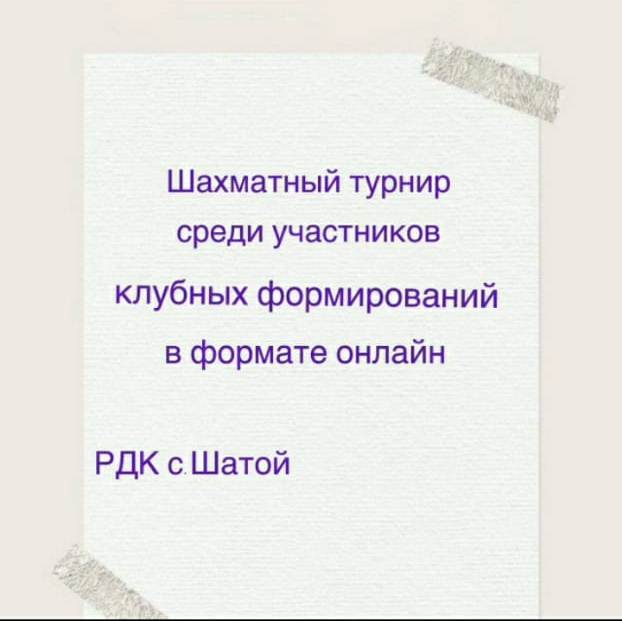 Шахматный турнир
среди участников
клубных формирований
в формате онлайн
РДК с.Шатой